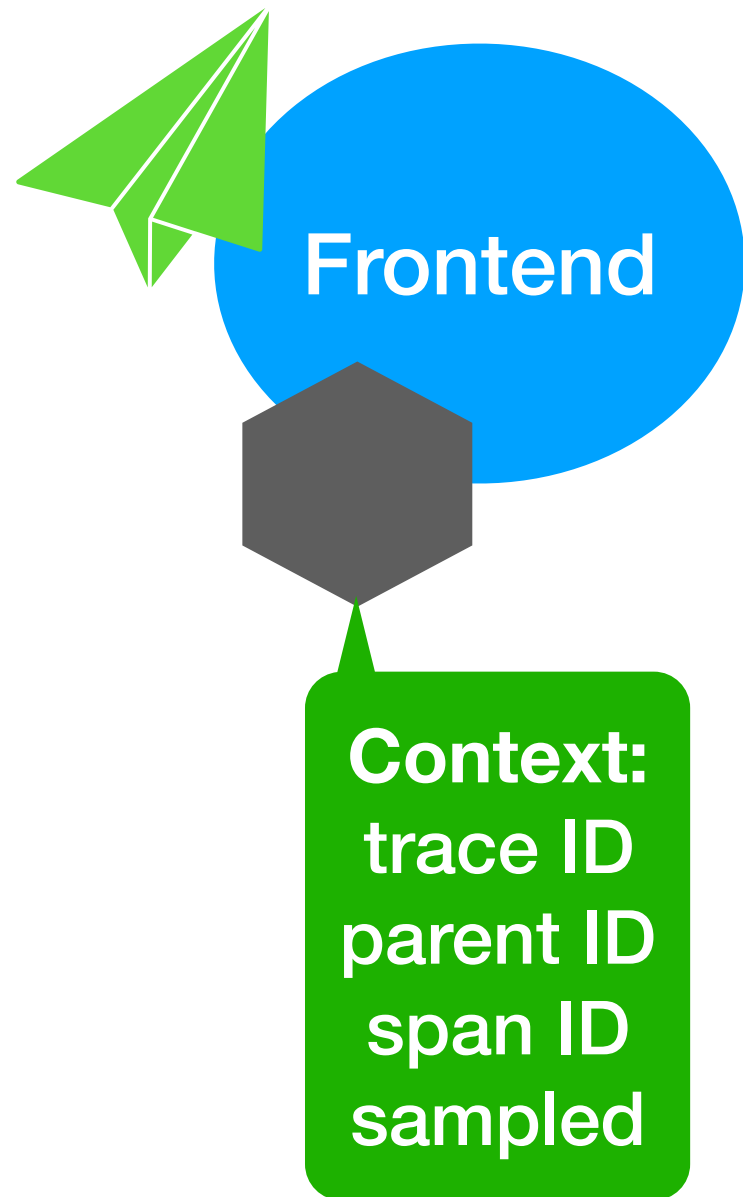 Frontend
Context:
trace ID
parent ID
span ID
sampled